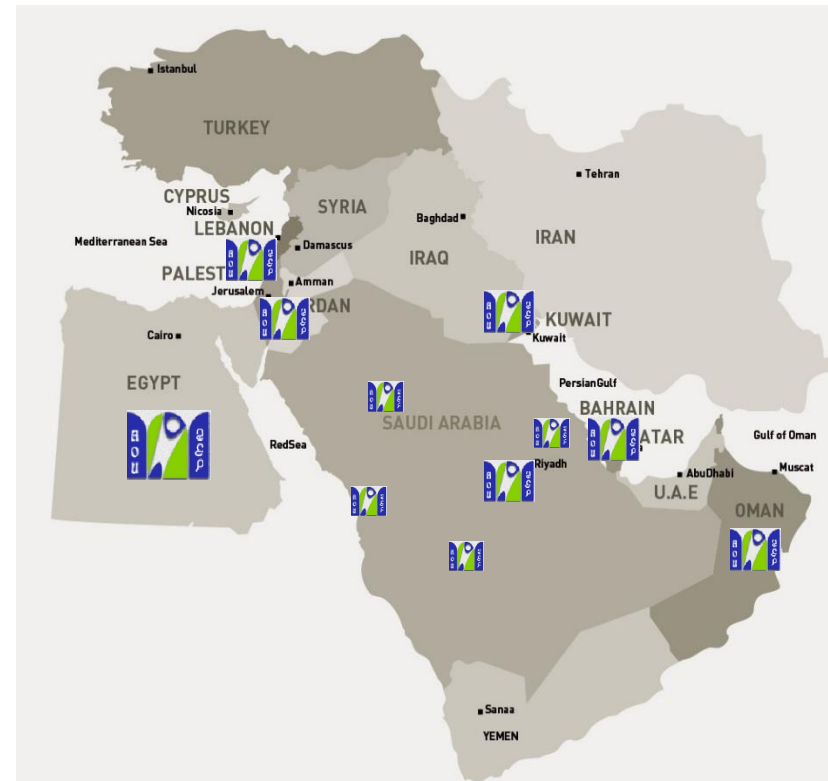 Istanbul
TURKEY
Tehran
CYPRUS
Nicosia
SYRIA
Baghdad
LEBANON
IRAN
Mediterranean Sea
Damascus
IRAQ
PALEST
Amman
Jerusalem
RDAN
KUWAIT
Kuwait
Cairo
EGYPT
PersianGulf
BAHRAIN
SAUDI ARABIA
ATAR
Gulf of Oman
RedSea
Riyadh
AbuDhabi
Muscat
U.A.E
OMAN
AOU
Sanaa
YEMEN